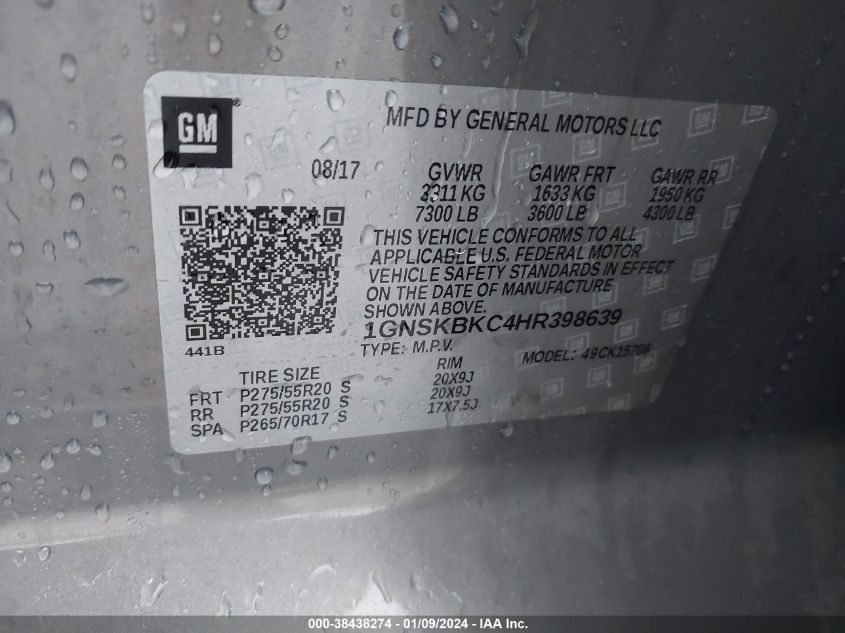 GM
MFD BY GENERAL MOTORS LLC
08/17 GVWR GAWR FRT GAWR RR
3311 KG 1633 KG 1950 KG
7300 LB 3600 LB 4300 LB
THIS VEHICLE CONFORMS TO ALL
APPLICABLE U.S. FEDERAL MOTOR
VEHICLE SAFETY STANDARDS IN EFFECT
ON THE DATE OF MANUFACTURE
SHOWN ABOVE.
1GNSKBKC4HR398639
441B
TYPE: M.P.V. MODEL: 49CK15706
TIRE SIZE RIM
FRT P275/55R20 S 20X9J
RR P275/55R20 S 20X9J
SPA P265/70R17 S 17X7.5J
000-38438274 - 01/09/2024 - IAA Inc.